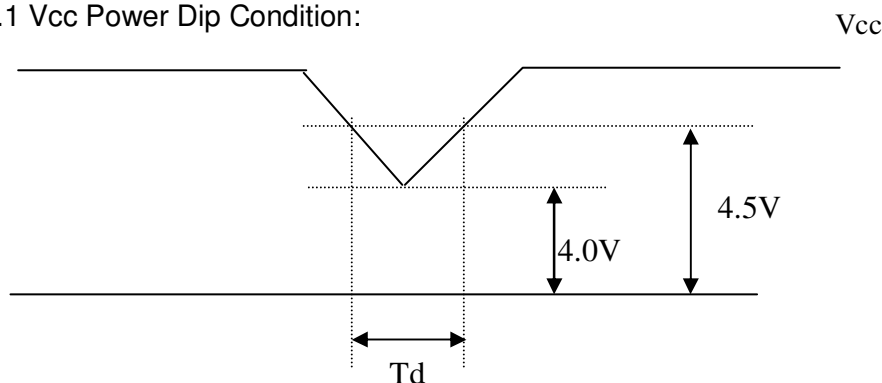 .1 Vcc Power Dip Condition:
Vcc
4.5V
4.0V
Td